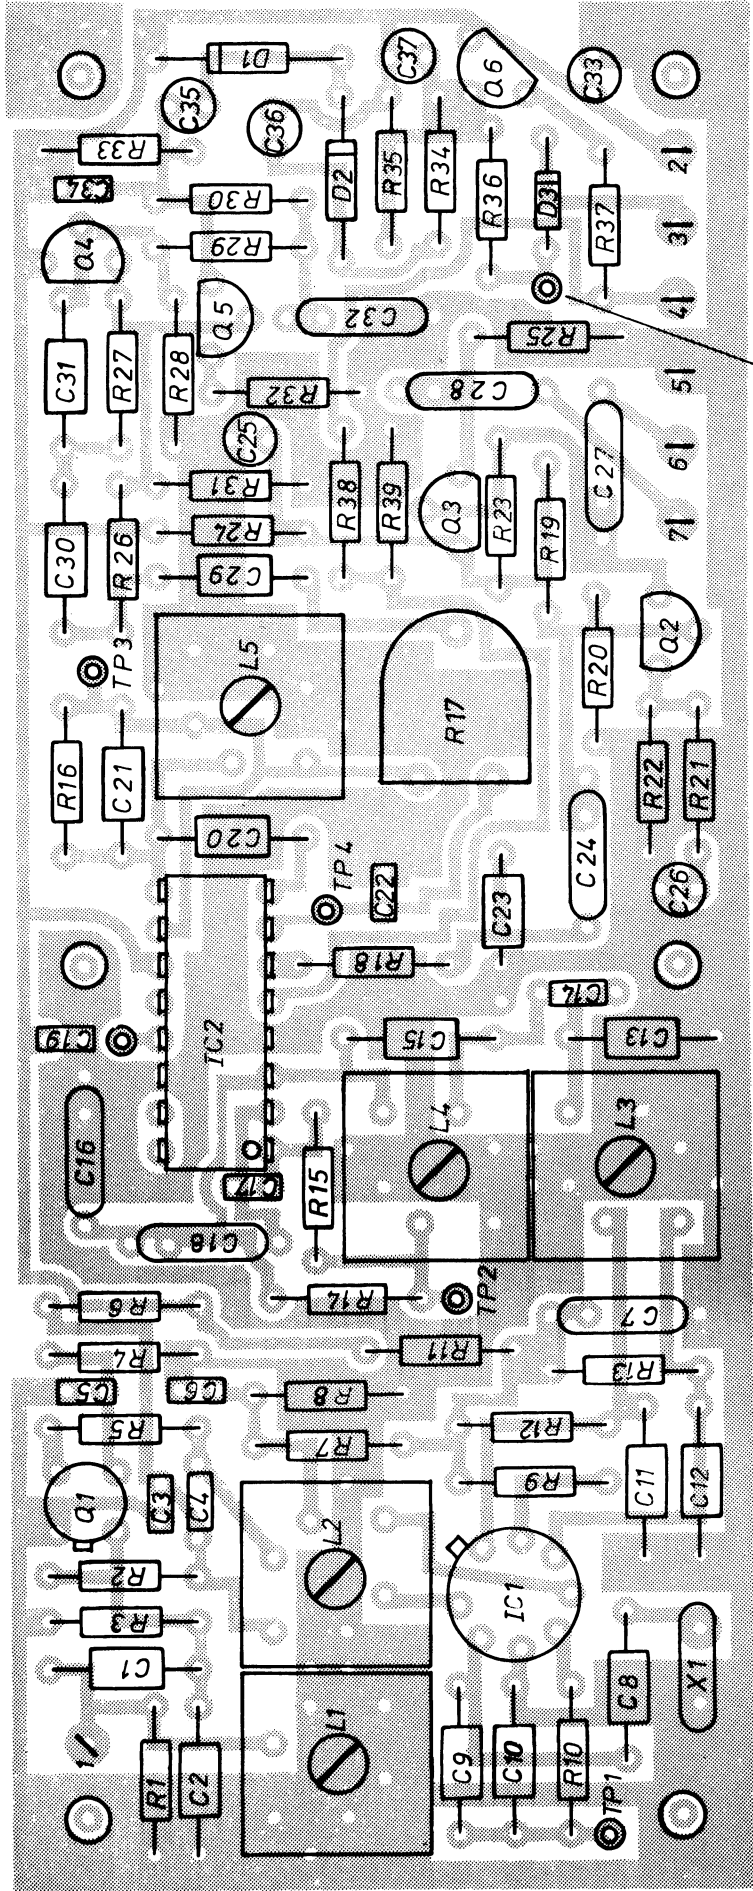 D1
C37
Q6
C33
C35
C36
R33
C34
D2
R35
R34
R36
D3
R37
2
R30
R29
3
Q4
Q5
C32
4
R25
C31
R27
R28
R32
C28
5
C25
C27
6
R31
R38
R39
Q3
R23
R19
7
C30
R26
R24
C29
TP3
L5
R17
R20
Q2
R16
C21
R22
R21
C20
TP4
C22
C24
C26
C23
R18
C14
C19
IC2
C15
C13
L4
L3
C16
C17
R15
C18
R6
R14
TP2
C7
R4
R11
R13
C5
C6
R8
R5
R7
R12
Q1
C3
C4
R9
C11
C12
L2
R2
R3
IC1
C1
1
L1
C8
X1
R1
C2
C9
C10
R10
TP1